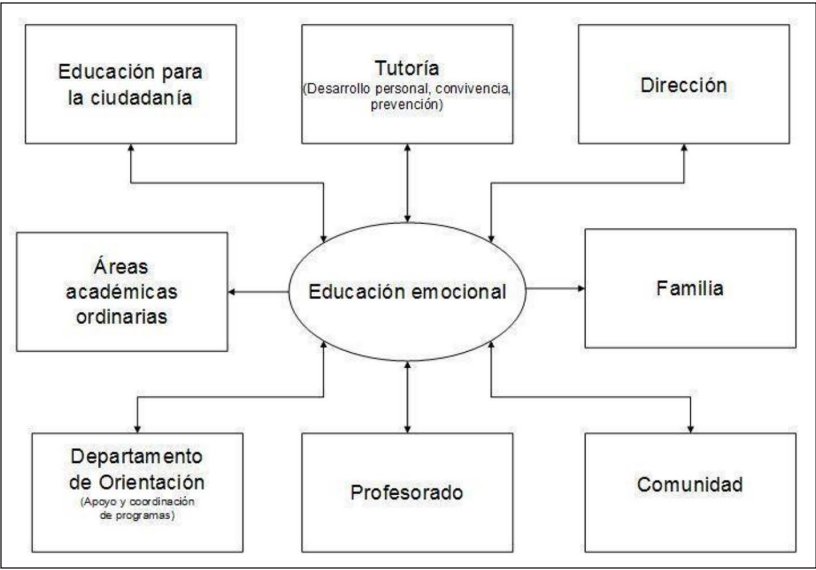 Educación para
la ciudadanía
Tutoría
(Desarrollo personal, convivencia,
prevención)
Dirección
Áreas
académicas
ordinarias
Educación emocional
Familia
Departamento
de Orientación
(Apoyo y coordinación
de programas)
Profesorado
Comunidad